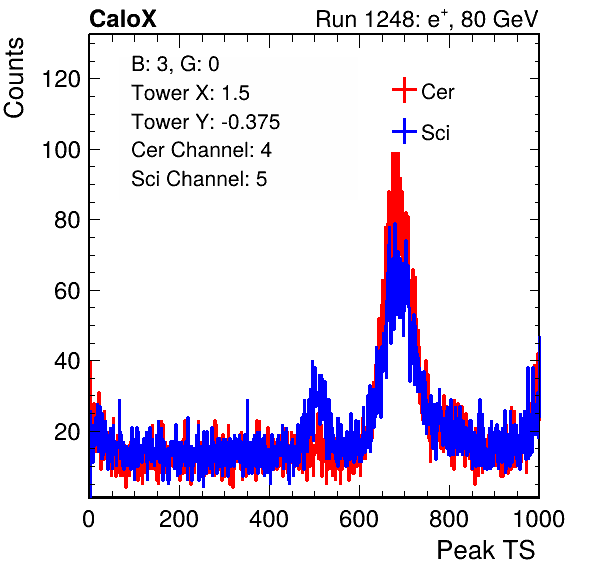 CaloX Run 1248: e⁺, 80 GeV
Counts
B: 3, G: 0
Tower X: 1.5
Tower Y: -0.375
Cer Channel: 4
Sci Channel: 5
Cer
Sci
120
100
80
60
40
20
0 200 400 600 800 1000
Peak TS